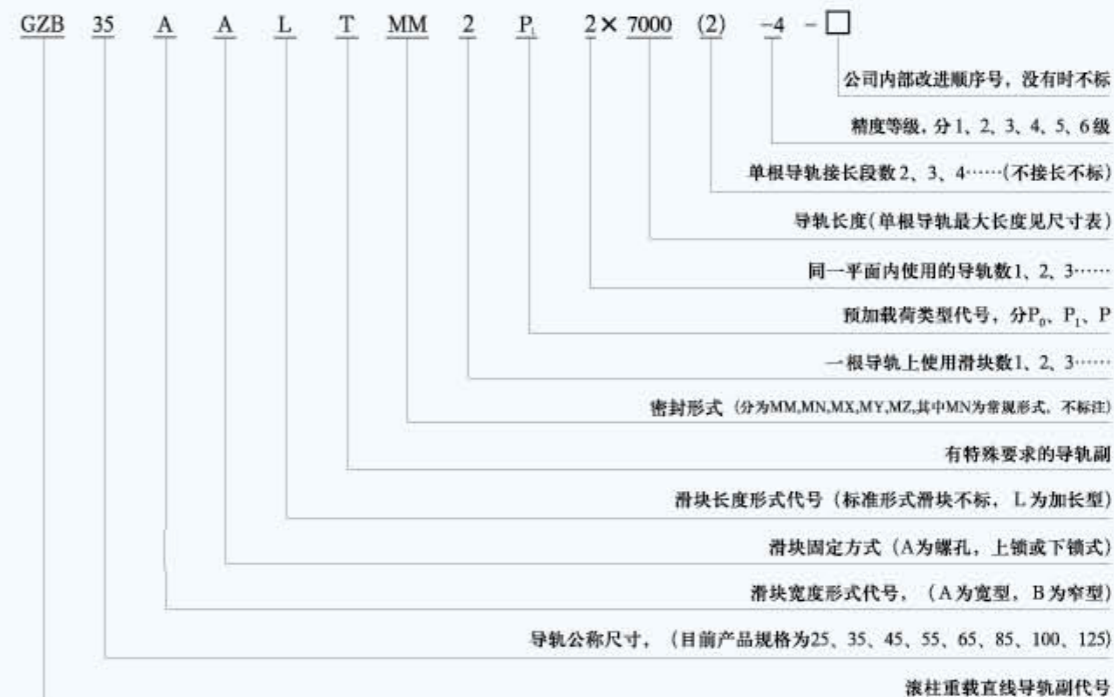 GZB 35 A A L T MM 2 P₁ 2× 7000 (2) -4 -□
公司内部改进顺序号，没有时不标
精度等级，分1、2、3、4、5、6级
单根导轨接长段数2、3、4……(不接长不标)
导轨长度(单根导轨最大长度见尺寸表)
同一平面内使用的导轨数1、2、3……
预加载荷类型代号，分P₀、P₁、P
一根导轨上使用滑块数1、2、3……
密封形式（分为MM,MN,MX,MY,MZ,其中MN为常规形式，不标注)
有特殊要求的导轨副
滑块长度形式代号（标准形式滑块不标，L为加长型)
滑块固定方式（A为螺孔，上锁或下锁式)
滑块宽度形式代号，（A为宽型，B为窄型)
导轨公称尺寸，（目前产品规格为25、35、45、55、65、85、100、125)
滚柱重载直线导轨副代号